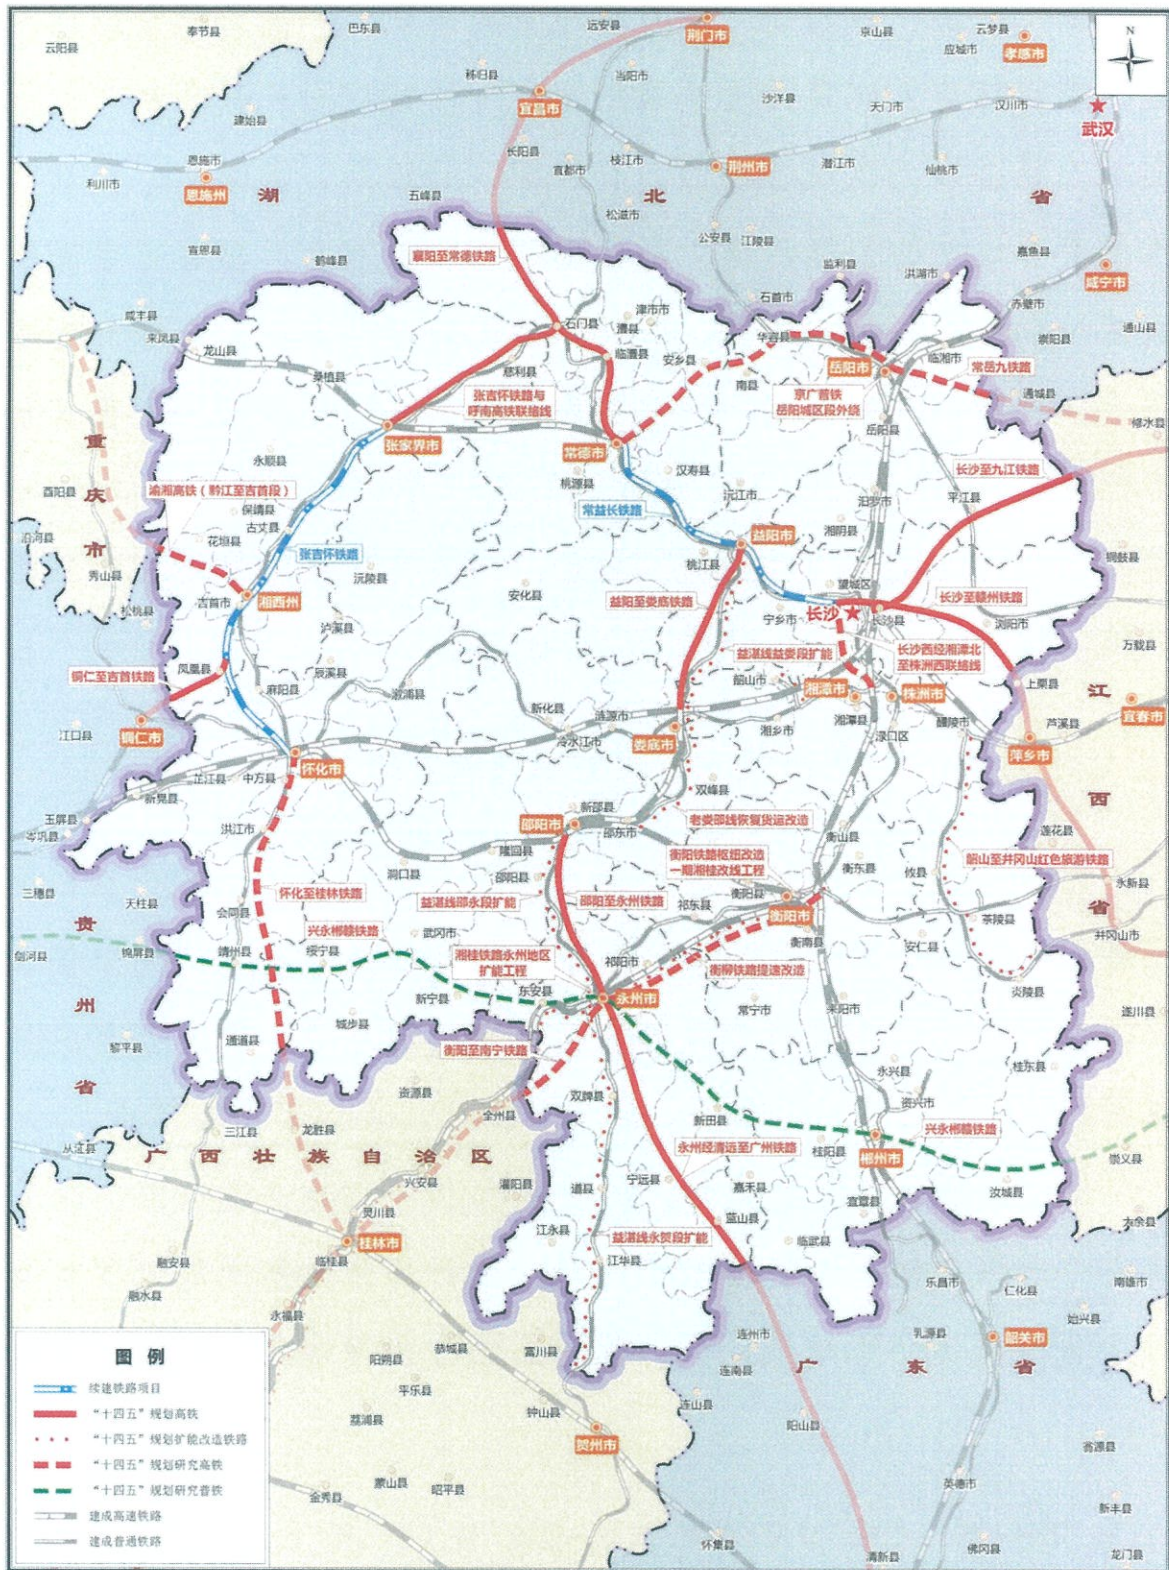 N
云阳县
奉节县
巴东县
远安县
荆门市
京山县
云梦县
应城市
孝感市
秭归县
当阳市
宜昌市
沙洋县
天门市
汉川市
武汉
建始县
长阳县
宜都市
枝江市
荆州市
潜江市
仙桃市
恩施市
恩施州
利川市
湖
北
省
五峰县
松滋市
公安县
江陵县
嘉鱼县
咸宁市
宣恩县
鹤峰县
襄阳至常德铁路
监利县
洪湖市
石首市
赤壁市
崇阳县
通山县
咸丰县
来凤县
龙山县
石门县
津市市
澧县
临澧县
安乡县
华容县
岳阳市
临湘市
常岳九铁路
通城县
修水县
桑植县
慈利县
南县
张吉怀铁路与
呼南高铁联络线
京广普铁
岳阳城区段外绕
岳阳县
张家界市
常德市
重
庆
市
永顺县
桃源县
汉寿县
沅江市
长沙至九江铁路
酉阳县
渝湘高铁（黔江至吉首段）
保靖县
古丈县
花垣县
常益长铁路
平江县
汨罗市
湘阴县
沿河县
张吉怀铁路
沅陵县
益阳市
桃江县
铜鼓县
秀山县
安化县
望城区
吉首市
湘西州
益阳至娄底铁路
宁乡市
长沙
长沙县
长沙至赣州铁路
浏阳市
松桃县
泸溪县
万载县
益湛线益娄段扩能
长沙西经湘潭北
至株洲西联络线
凤凰县
铜仁至吉首铁路
辰溪县
麻阳县
溆浦县
韶山市
湘潭市
株洲市
上栗县
江
西
省
宜春市
新化县
涟源市
湘乡市
湘潭县
醴陵市
芦溪县
江口县
铜仁市
冷水江市
娄底市
渌口区
萍乡市
怀化市
芷江县
中方县
新晃县
双峰县
玉屏县
岑巩县
洪江市
新邵县
邵阳市
邵东市
老娄邵线恢复货运改造
衡山县
莲花县
隆回县
衡阳铁路枢纽改造
一期湘桂改线工程
衡东县
韶山至井冈山红色旅游铁路
三穗县
洞口县
邵阳县
衡阳县
攸县
永新县
天柱县
怀化至桂林铁路
益湛线邵永段扩能
邵阳至永州铁路
祁东县
衡阳市
茶陵县
会同县
兴永郴赣铁路
武冈市
衡南县
安仁县
井冈山市
贵
州
省
剑河县
锦屏县
靖州县
绥宁县
湘桂铁路永州地区
扩能工程
祁阳市
衡柳铁路提速改造
炎陵县
新宁县
东安县
永州市
常宁市
耒阳市
遂川县
城步县
黎平县
通道县
衡阳至南宁铁路
永兴县
桂东县
资源县
全州县
双牌县
新田县
资兴市
从江县
三江县
龙胜县
兴永郴赣铁路
广西壮族自治区
永州经清远至广州铁路
桂阳县
郴州市
崇义县
兴安县
灌阳县
道县
宁远县
嘉禾县
宜章县
汝城县
灵川县
蓝山县
大余县
桂林市
临桂县
江永县
益湛线永贺段扩能
江华县
临武县
融安县
融水县
乐昌市
仁化县
南雄市
永福县
始兴县
恭城县
富川县
连州市
乳源县
韶关市
阳朔县
连南县
广
东
省
平乐县
荔浦县
钟山县
连山县
阳山县
贺州市
翁源县
蒙山县
昭平县
金秀县
英德市
新丰县
怀集县
清新县
佛冈县
龙门县
图 例
续建铁路项目
“十四五”规划高铁
“十四五”规划扩能改造铁路
“十四五”规划研究高铁
“十四五”规划研究普铁
建成高速铁路
建成普通铁路